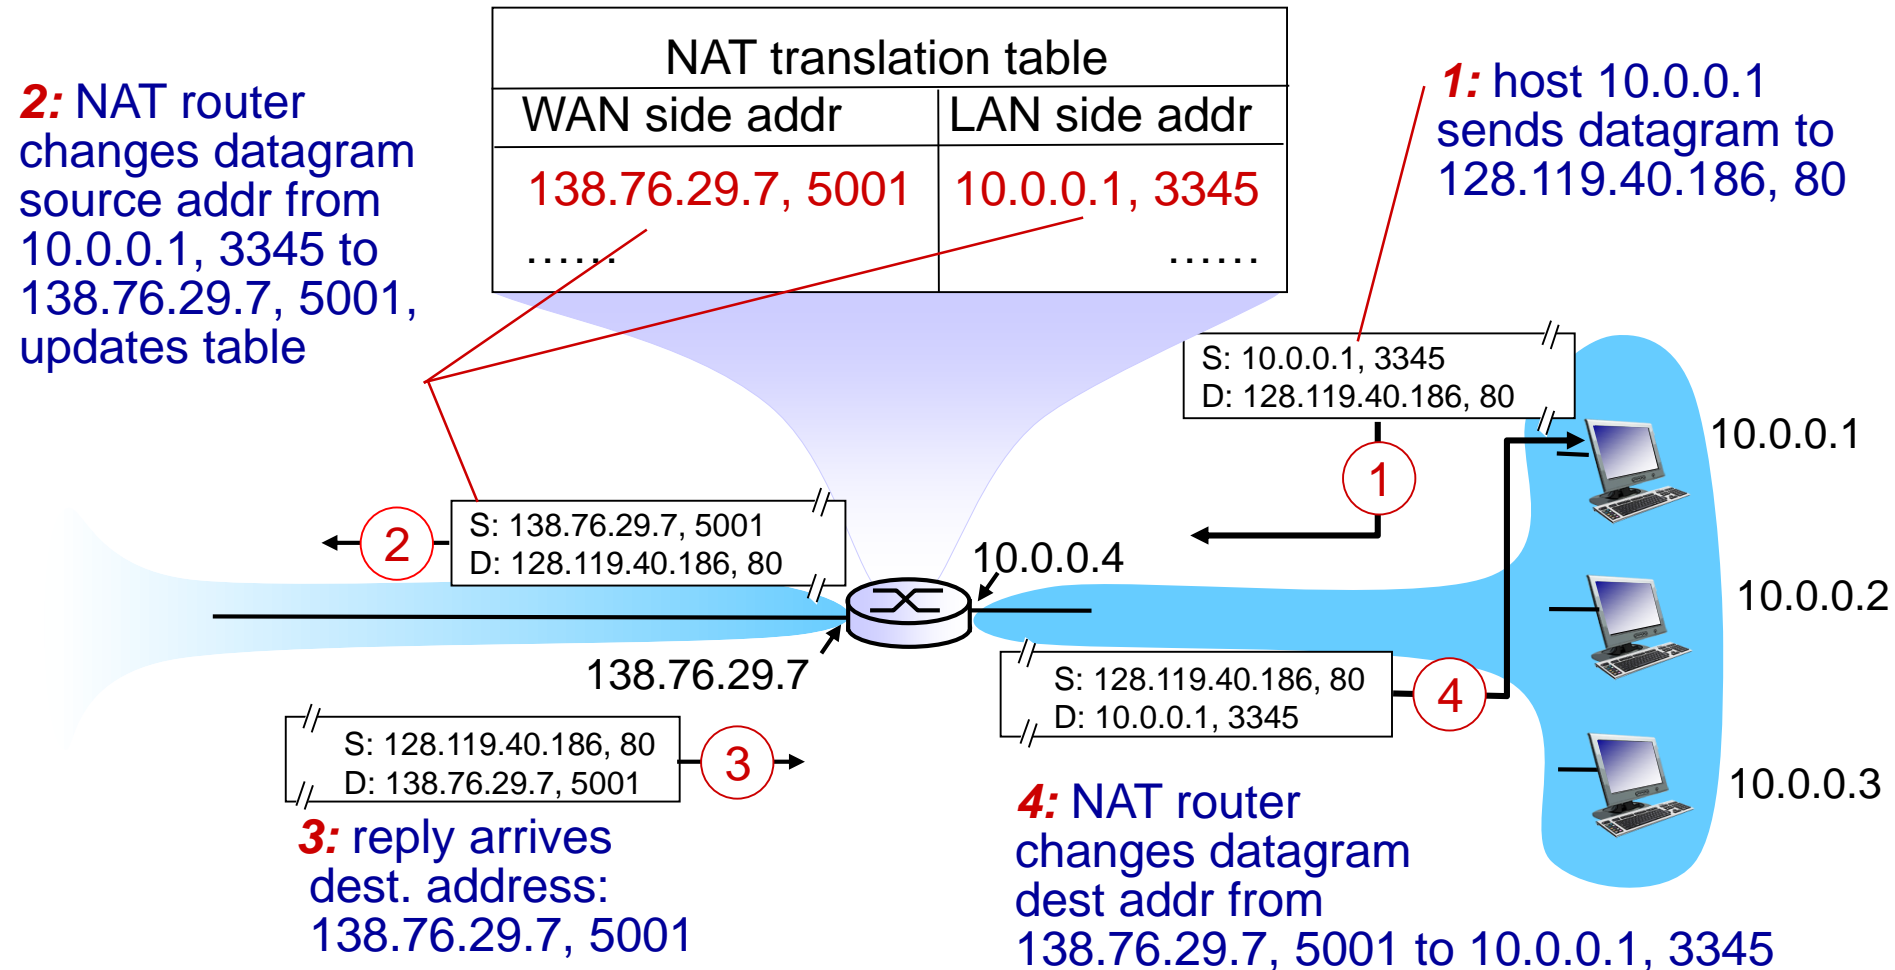 NAT translation table
WAN side addr
LAN side addr
138.76.29.7, 5001
10.0.0.1, 3345
......
......
2: NAT router
changes datagram
source addr from
10.0.0.1, 3345 to
138.76.29.7, 5001,
updates table
1: host 10.0.0.1
sends datagram to
128.119.40.186, 80
S: 10.0.0.1, 3345
D: 128.119.40.186, 80
1
10.0.0.1
S: 138.76.29.7, 5001
D: 128.119.40.186, 80
2
10.0.0.4
10.0.0.2
138.76.29.7
S: 128.119.40.186, 80
D: 10.0.0.1, 3345
4
S: 128.119.40.186, 80
D: 138.76.29.7, 5001
3
10.0.0.3
3: reply arrives
dest. address:
138.76.29.7, 5001
4: NAT router
changes datagram
dest addr from
138.76.29.7, 5001 to 10.0.0.1, 3345